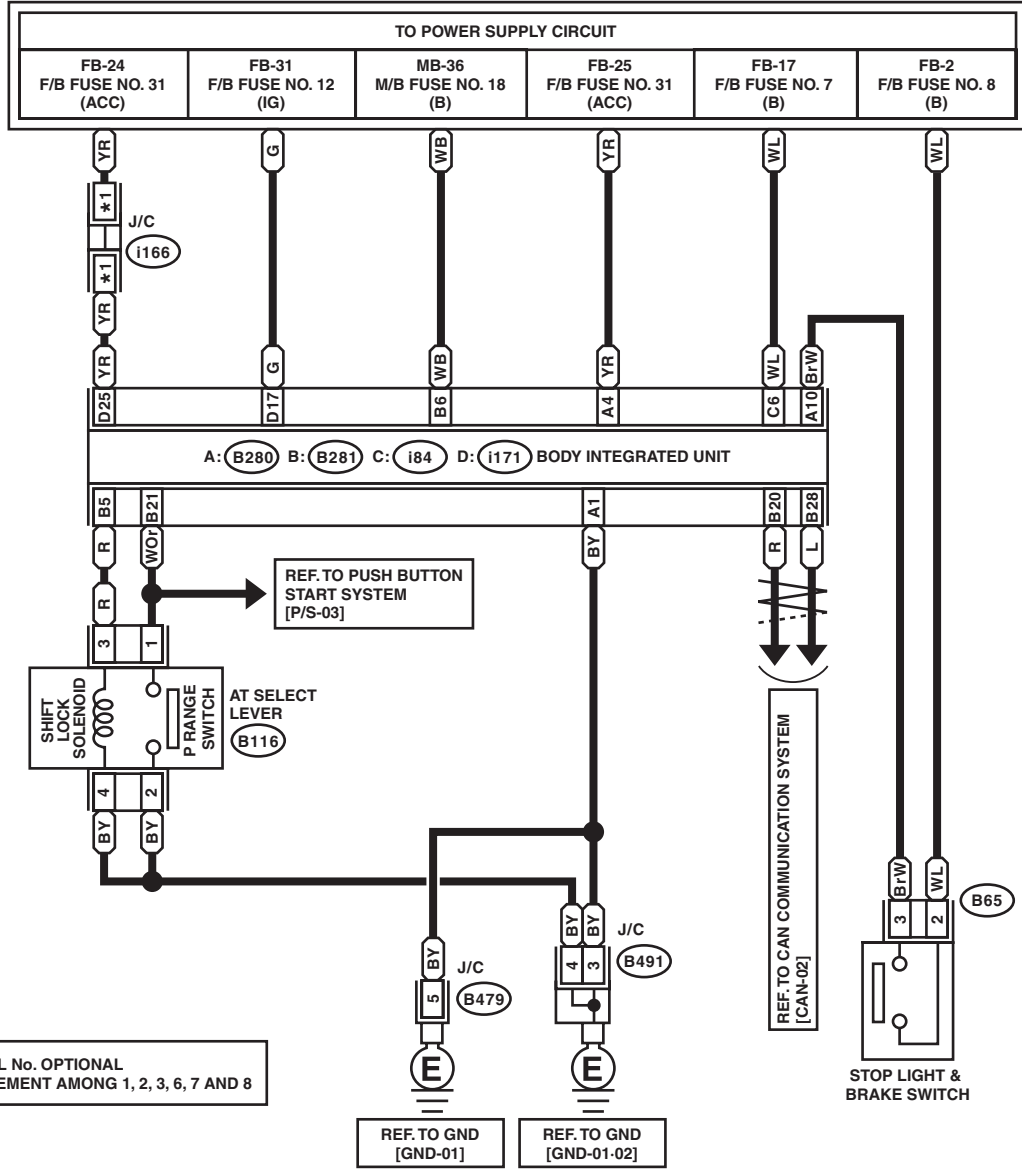 TO POWER SUPPLY CIRCUIT
FB-24
F/B FUSE NO. 31
(ACC)
FB-31
F/B FUSE NO. 12
(IG)
MB-36
M/B FUSE NO. 18
(B)
FB-25
F/B FUSE NO. 31
(ACC)
FB-17
F/B FUSE NO. 7
(B)
FB-2
F/B FUSE NO. 8
(B)
YR
G
WB
YR
WL
WL
*1
J/C
i166
*1
YR
YR
G
WB
YR
WL
BrW
D25
D17
B6
A4
C6
A10
A: B280 B: B281 C: i84 D: i171 BODY INTEGRATED UNIT
B5
B21
A1
B20
B28
R
WOr
BY
R
L
R
REF. TO PUSH BUTTON
START SYSTEM
[P/S-03]
3
1
SHIFT
LOCK
SOLENOID
P RANGE
SWITCH
AT SELECT
LEVER
B116
4
2
BY
BY
REF. TO CAN COMMUNICATION SYSTEM
[CAN-02]
BrW
WL
3
2
B65
BY
BY
J/C
4
3
B491
BY
J/C
5
B479
E
E
L No. OPTIONAL
EMENT AMONG 1, 2, 3, 6, 7 AND 8
STOP LIGHT &
BRAKE SWITCH
REF. TO GND
[GND-01]
REF. TO GND
[GND-01·02]